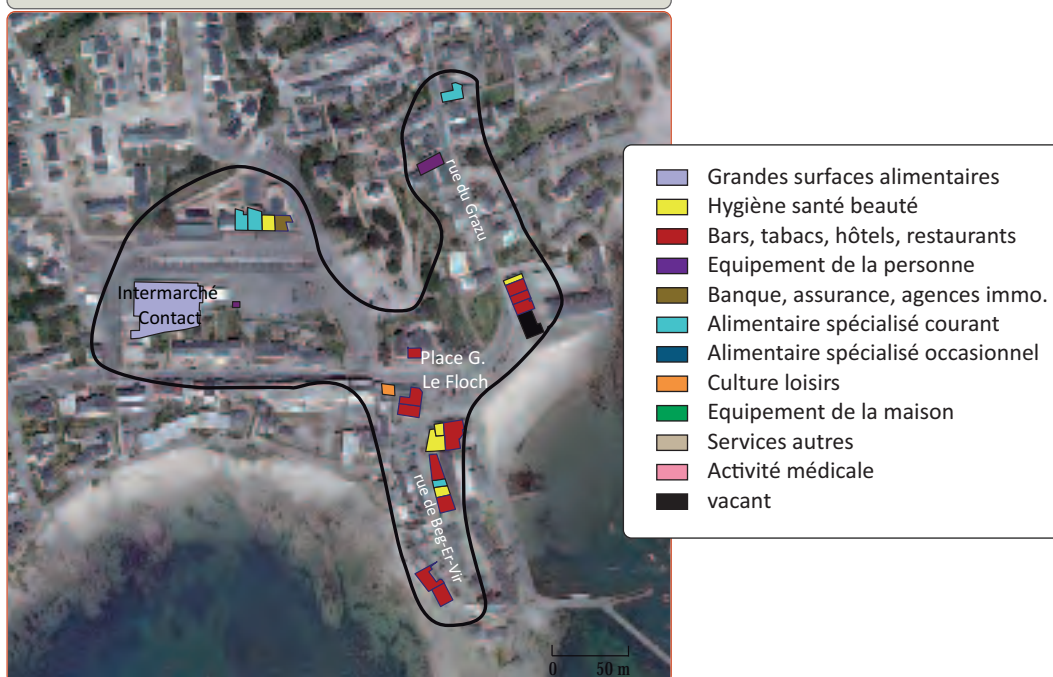 rue du Grazu
Intermarché
Contact
Place G.
Le Floch
rue de Beg-Er-Vir
0 50 m
Grandes surfaces alimentaires
Hygiène santé beauté
Bars, tabacs, hôtels, restaurants
Equipement de la personne
Banque, assurance, agences immo.
Alimentaire spécialisé courant
Alimentaire spécialisé occasionnel
Culture loisirs
Equipement de la maison
Services autres
Activité médicale
vacant